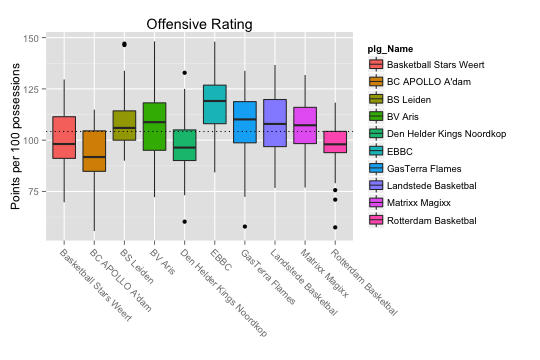 Offensive Rating
Points per 100 possessions
150
125
100
75
Basketball Stars Weert
BC APOLLO A'dam
BS Leiden
BV Aris
Den Helder Kings Noordkop
EBBC
GasTerra Flames
Landstede Basketbal
Matrixx Magixx
Rotterdam Basketbal
plg_Name
Basketball Stars Weert
BC APOLLO A'dam
BS Leiden
BV Aris
Den Helder Kings Noordkop
EBBC
GasTerra Flames
Landstede Basketbal
Matrixx Magixx
Rotterdam Basketbal